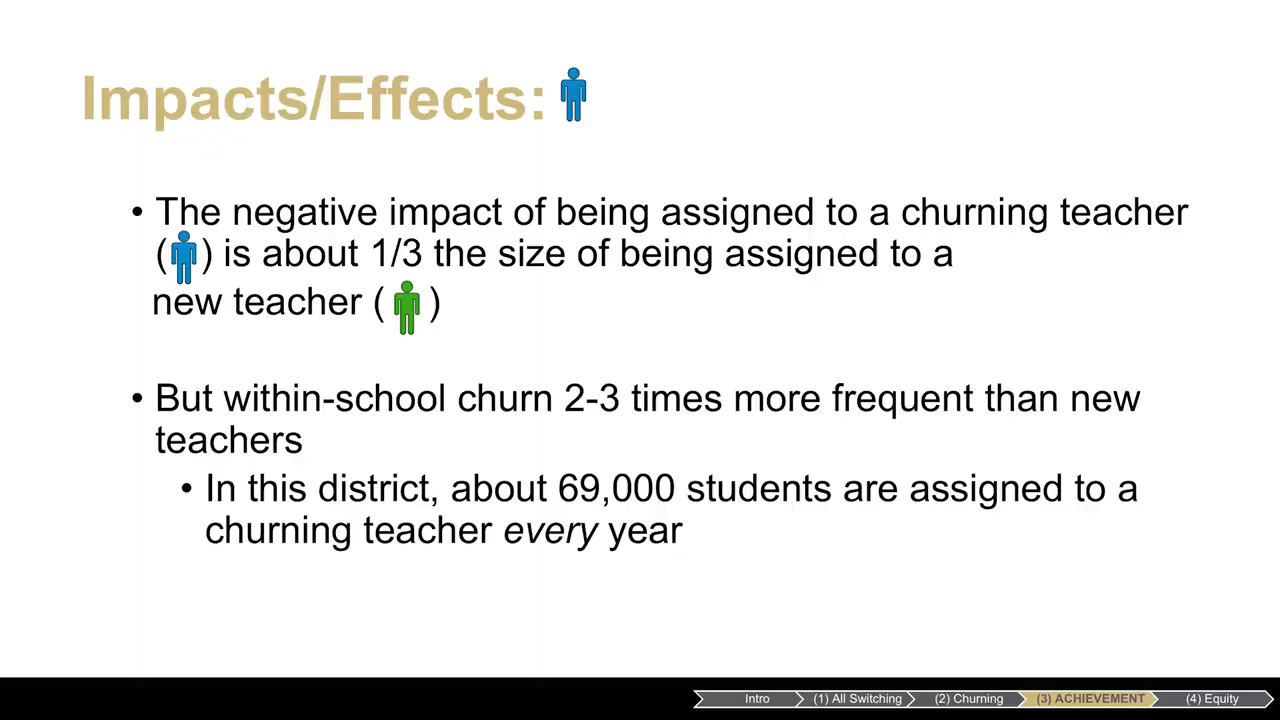 Impacts/Effects:
• The negative impact of being assigned to a churning teacher
( ) is about 1/3 the size of being assigned to a
new teacher ( )
• But within-school churn 2-3 times more frequent than new
teachers
• In this district, about 69,000 students are assigned to a
churning teacher every year
Intro
(1) All Switching
(2) Churning
(3) ACHIEVEMENT
(4) Equity